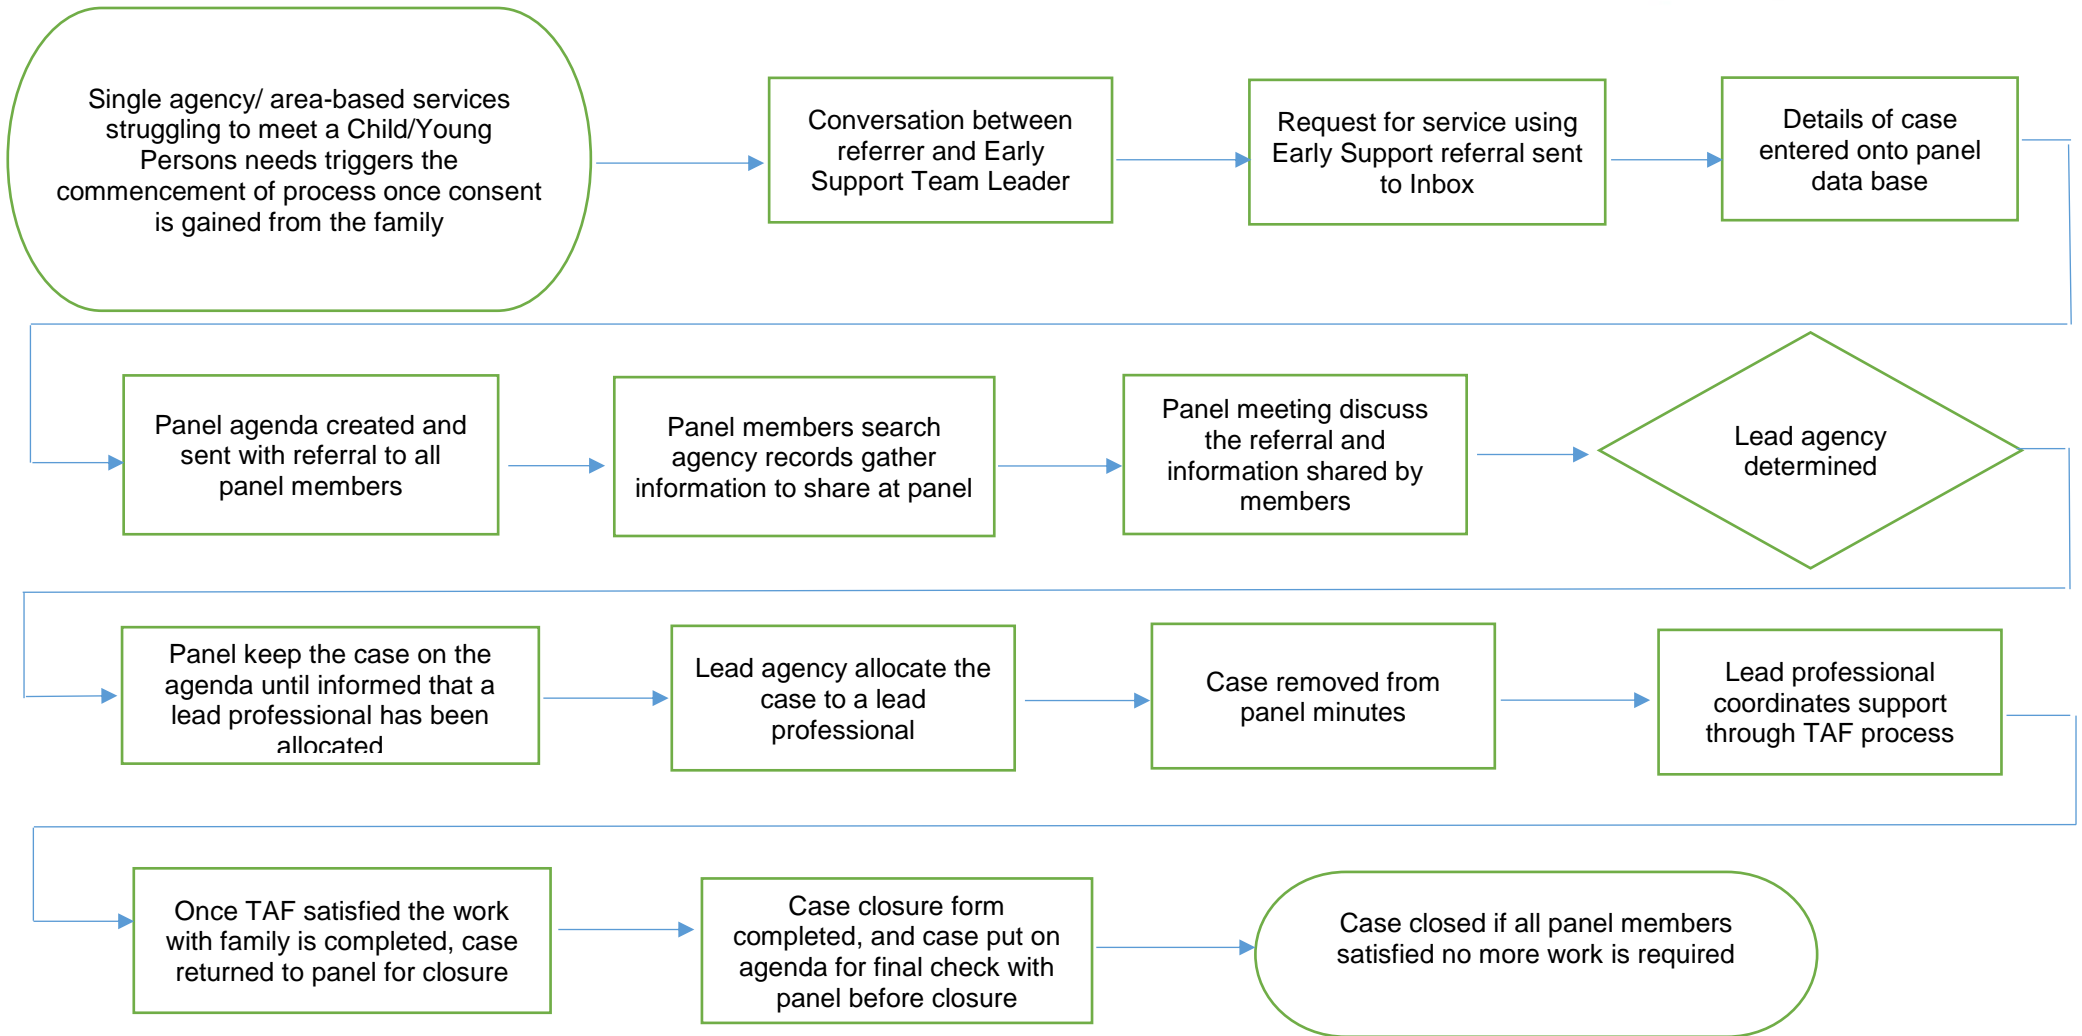 Single agency/ area-based services
struggling to meet a Child/Young
Persons needs triggers the
commencement of process once consent
is gained from the family
Conversation between
referrer and Early
Support Team Leader
Request for service using
Early Support referral sent
to Inbox
Details of case
entered onto panel
data base
Panel agenda created and
sent with referral to all
panel members
Panel members search
agency records gather
information to share at panel
Panel meeting discuss
the referral and
information shared by
members
Lead agency
determined
Panel keep the case on the
agenda until informed that a
lead professional has been
allocated
Lead agency allocate the
case to a lead
professional
Case removed from
panel minutes
Lead professional
coordinates support
through TAF process
Once TAF satisfied the work
with family is completed, case
returned to panel for closure
Case closure form
completed, and case put on
agenda for final check with
panel before closure
Case closed if all panel members
satisfied no more work is required